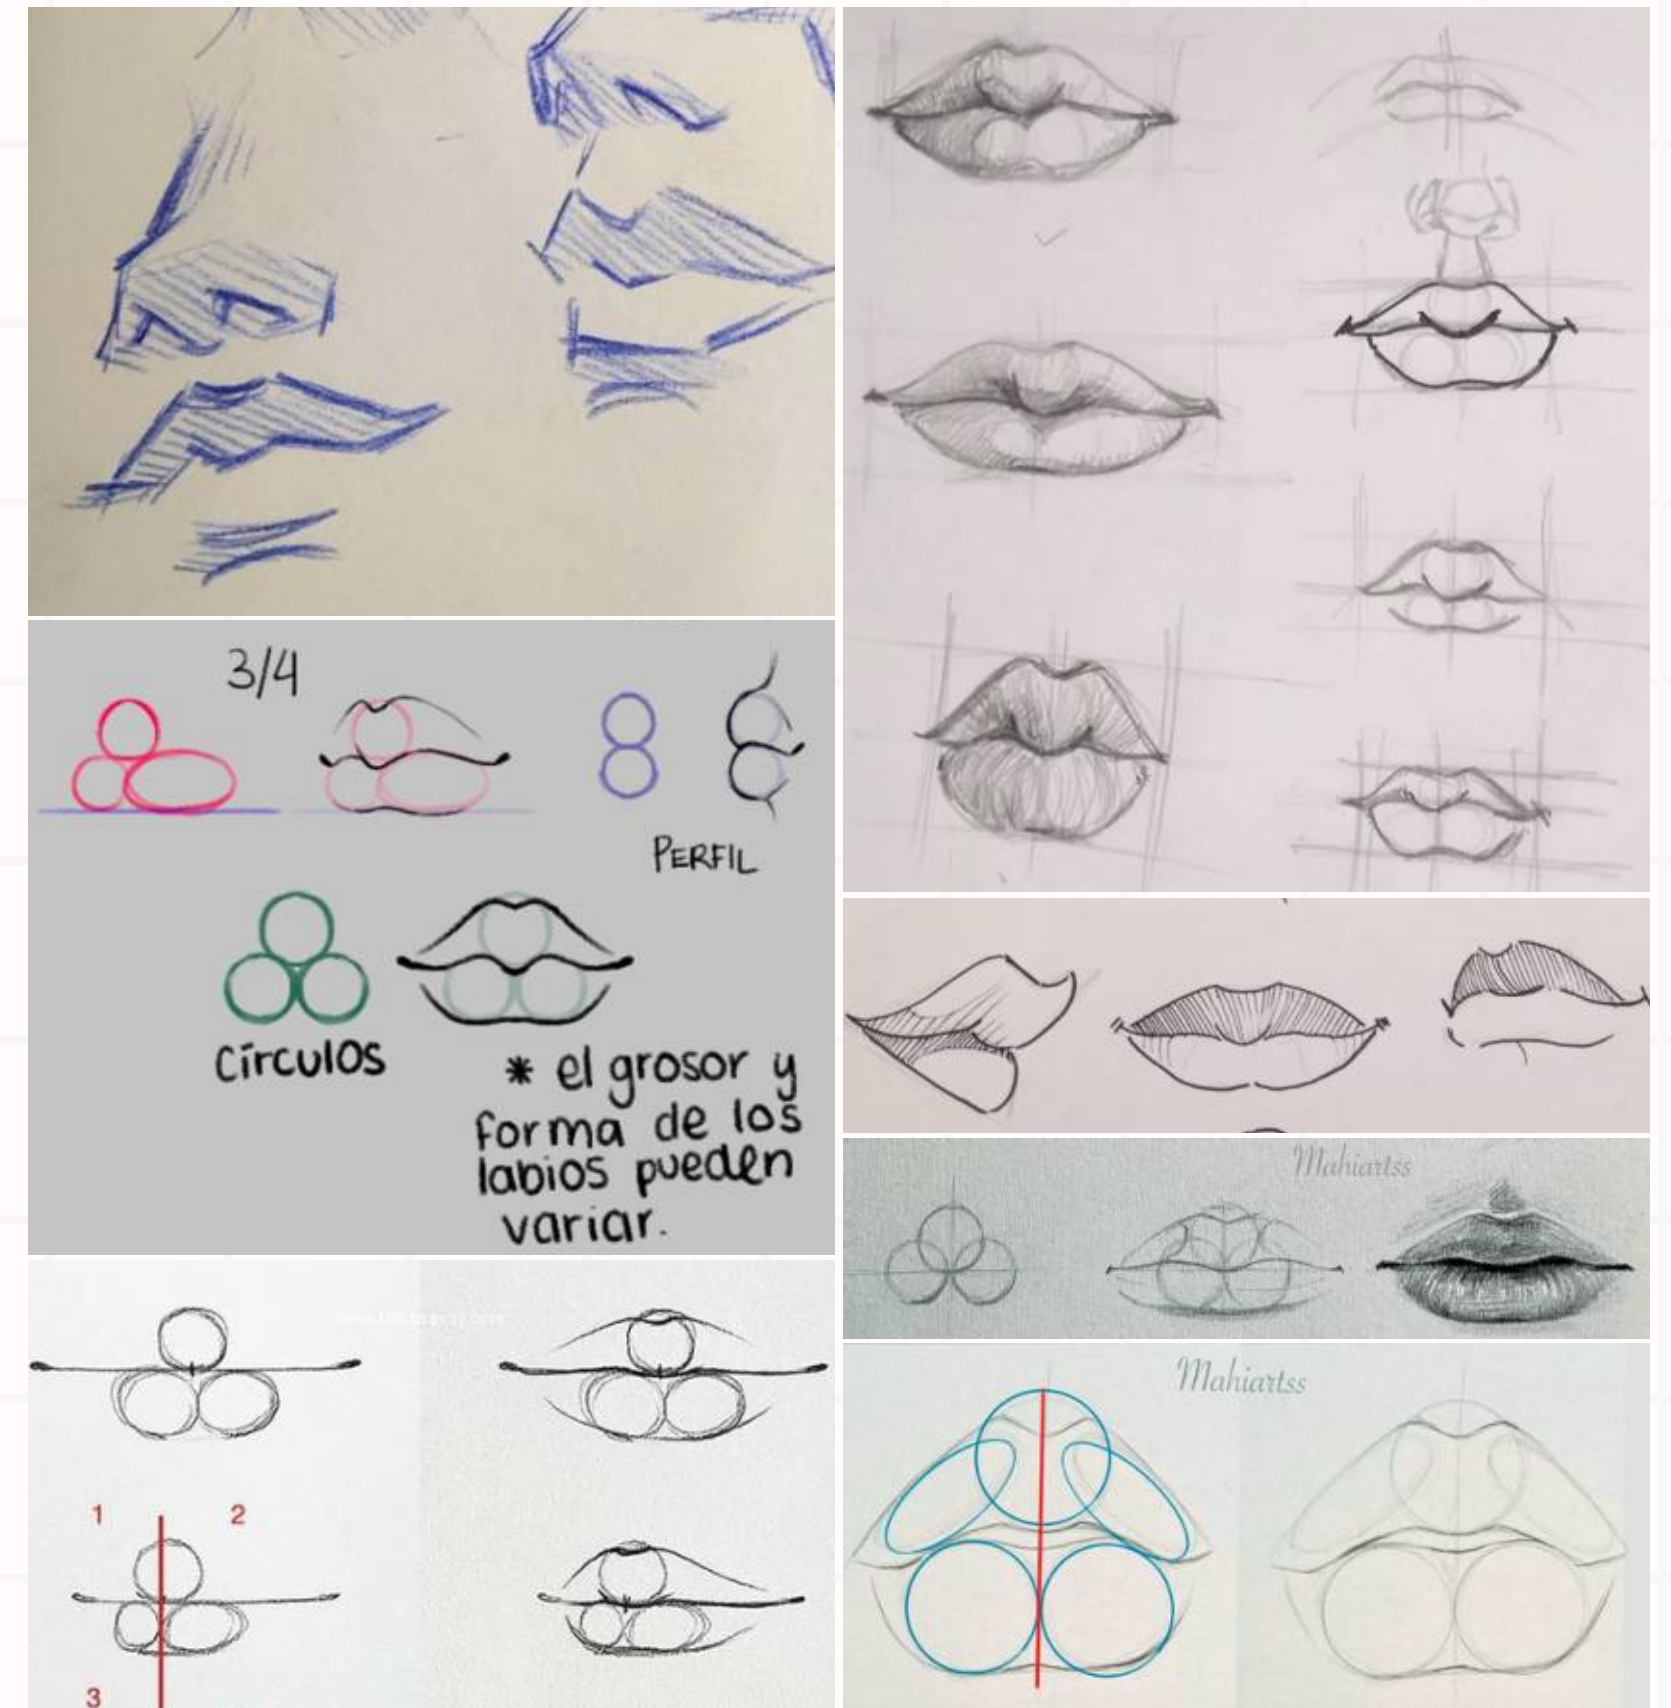 3/4
PERFIL
Círculos
* el grosor y
forma de los
labios pueden
variar.
1 2
3
Mahiartss
Mahiartss